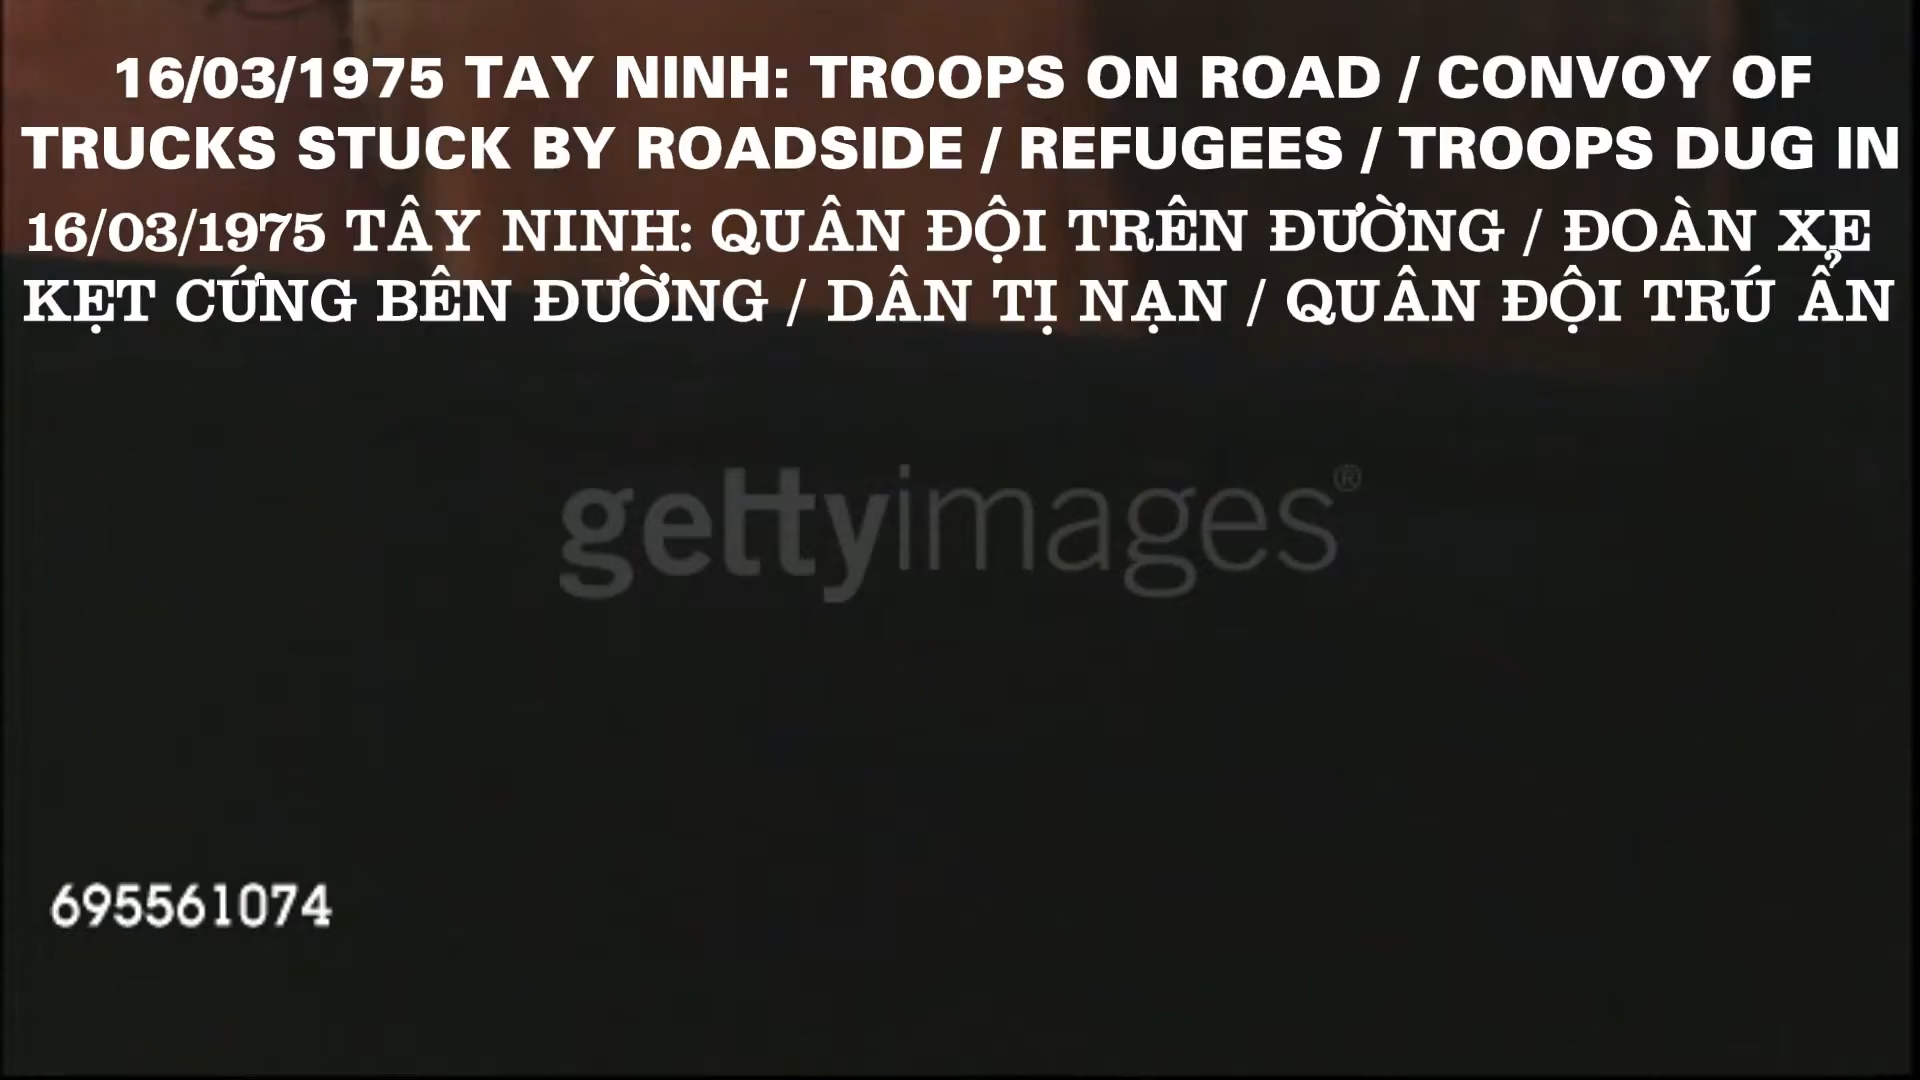 16/03/1975 TAY NINH: TROOPS ON ROAD / CONVOY OF
TRUCKS STUCK BY ROADSIDE / REFUGEES / TROOPS DUG IN
16/03/1975 TÂY NINH: QUÂN ĐỘI TRÊN ĐƯỜNG / ĐOÀN XE
KẸT CỨNG BÊN ĐƯỜNG / DÂN TỊ NẠN / QUÂN ĐỘI TRÚ ẨN
gettyimages®
695561074